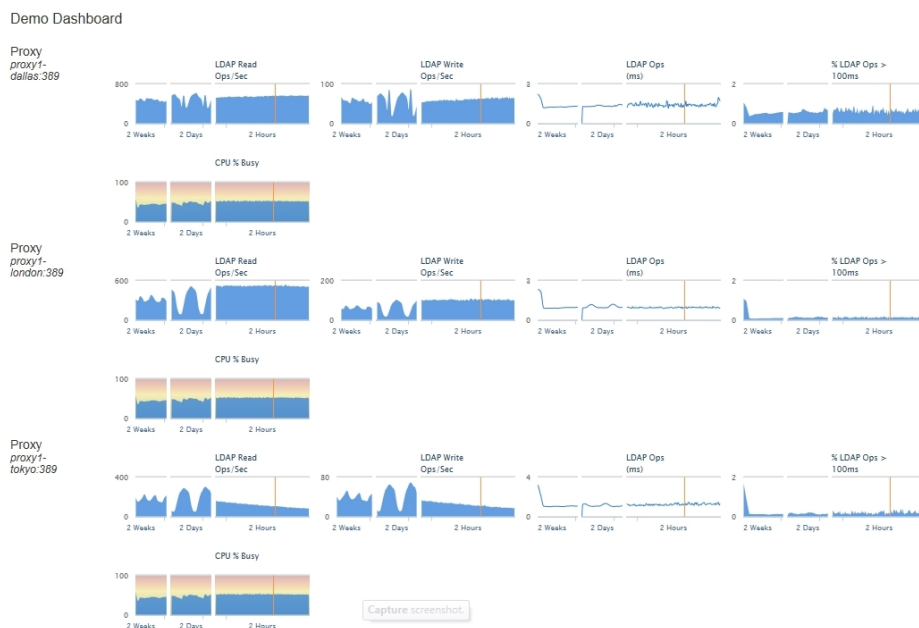 Demo Dashboard
Proxy
proxy1-
dallas:389
LDAP Read
Ops/Sec
800
0
2 Weeks
2 Days
2 Hours
LDAP Write
Ops/Sec
100
0
2 Weeks
2 Days
2 Hours
LDAP Ops
(ms)
2
0
2 Weeks
2 Days
2 Hours
% LDAP Ops >
100ms
2
0
2 Weeks
2 Days
2 Hours
CPU % Busy
100
0
2 Weeks
2 Days
2 Hours
Proxy
proxy1-
london:389
LDAP Read
Ops/Sec
600
0
2 Weeks
2 Days
2 Hours
LDAP Write
Ops/Sec
200
0
2 Weeks
2 Days
2 Hours
LDAP Ops
(ms)
2
0
2 Weeks
2 Days
2 Hours
% LDAP Ops >
100ms
2
0
2 Weeks
2 Days
2 Hours
CPU % Busy
100
0
2 Weeks
2 Days
2 Hours
Proxy
proxy1-
tokyo:389
LDAP Read
Ops/Sec
400
0
2 Weeks
2 Days
2 Hours
LDAP Write
Ops/Sec
80
0
2 Weeks
2 Days
2 Hours
LDAP Ops
(ms)
4
0
2 Weeks
2 Days
2 Hours
% LDAP Ops >
100ms
2
0
2 Weeks
2 Days
2 Hours
CPU % Busy
100
0
2 Weeks
2 Days
2 Hours
Capture screenshot.